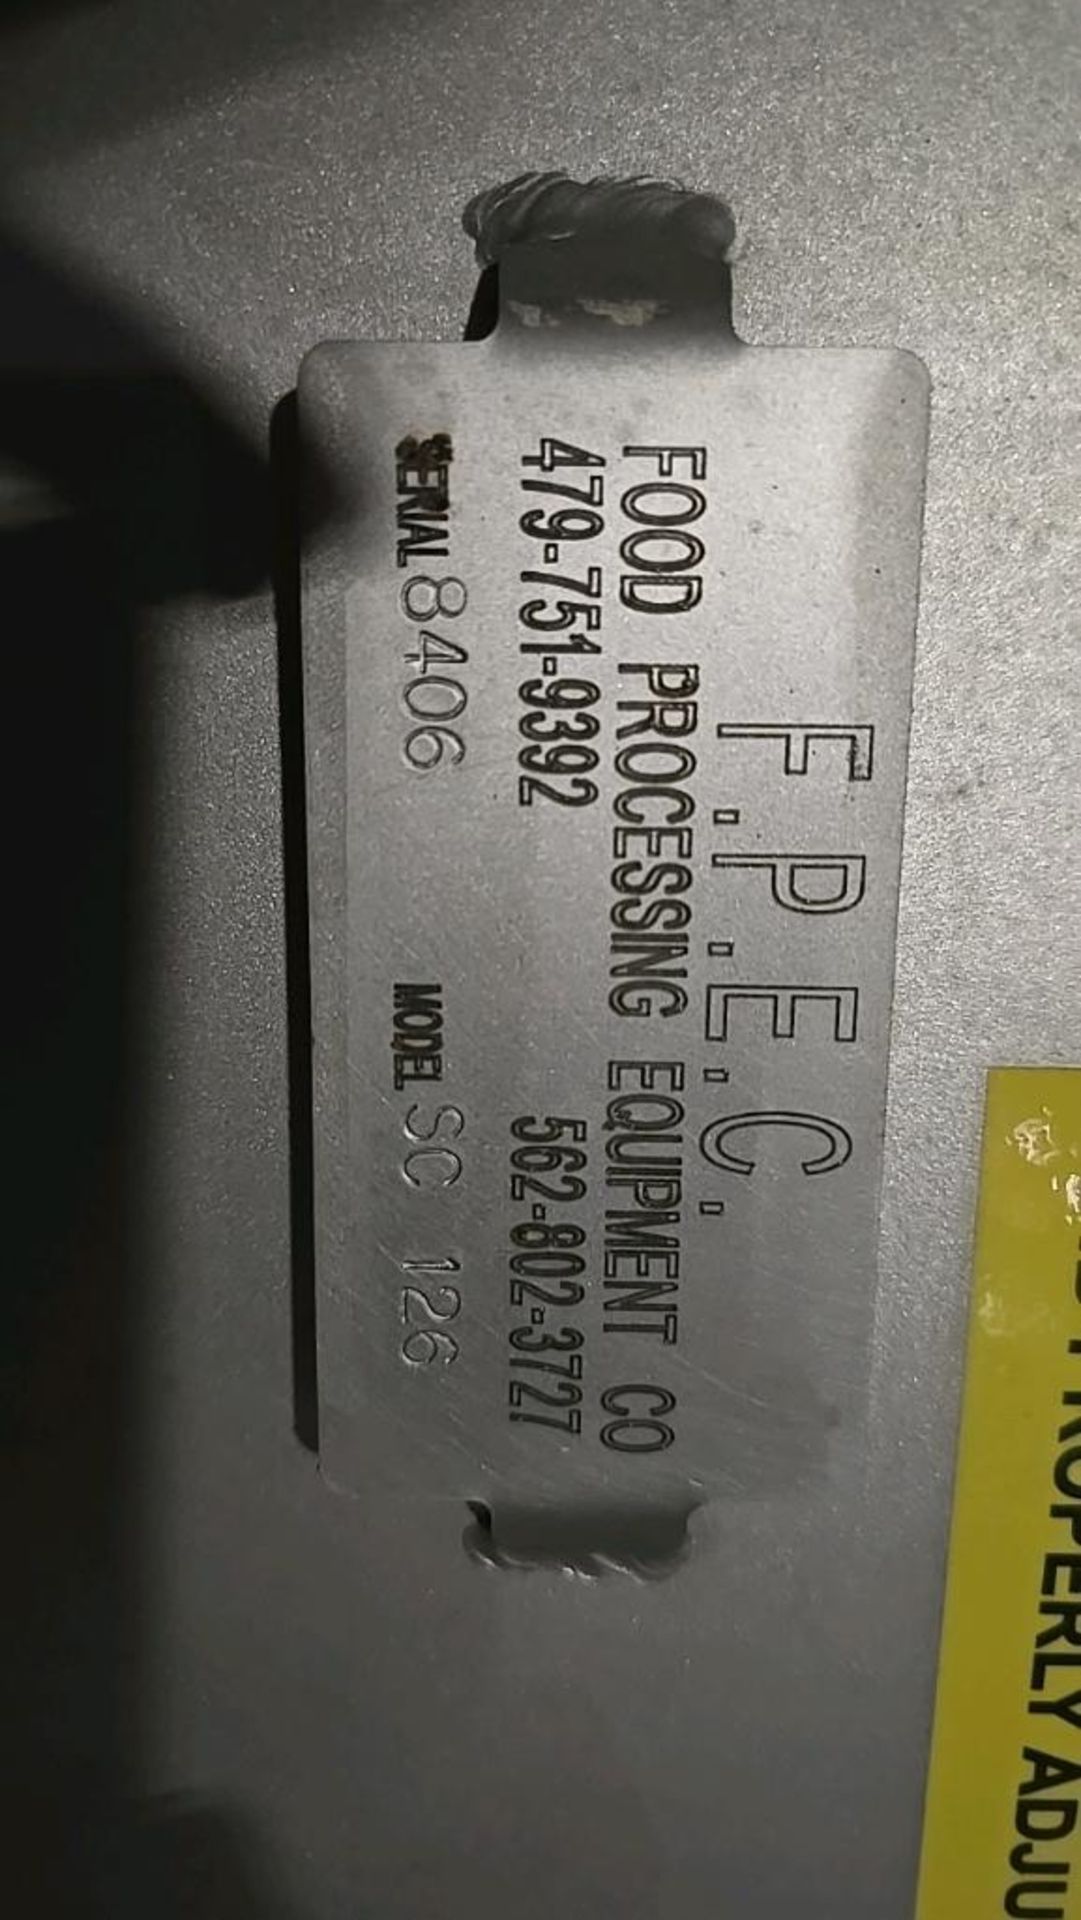 F.P.E.C.
FOOD PROCESSING EQUIPMENT CO
479-751-9392 562-802-3727
SERIAL 8406 MODEL SC 126
PROPERLY ADJU